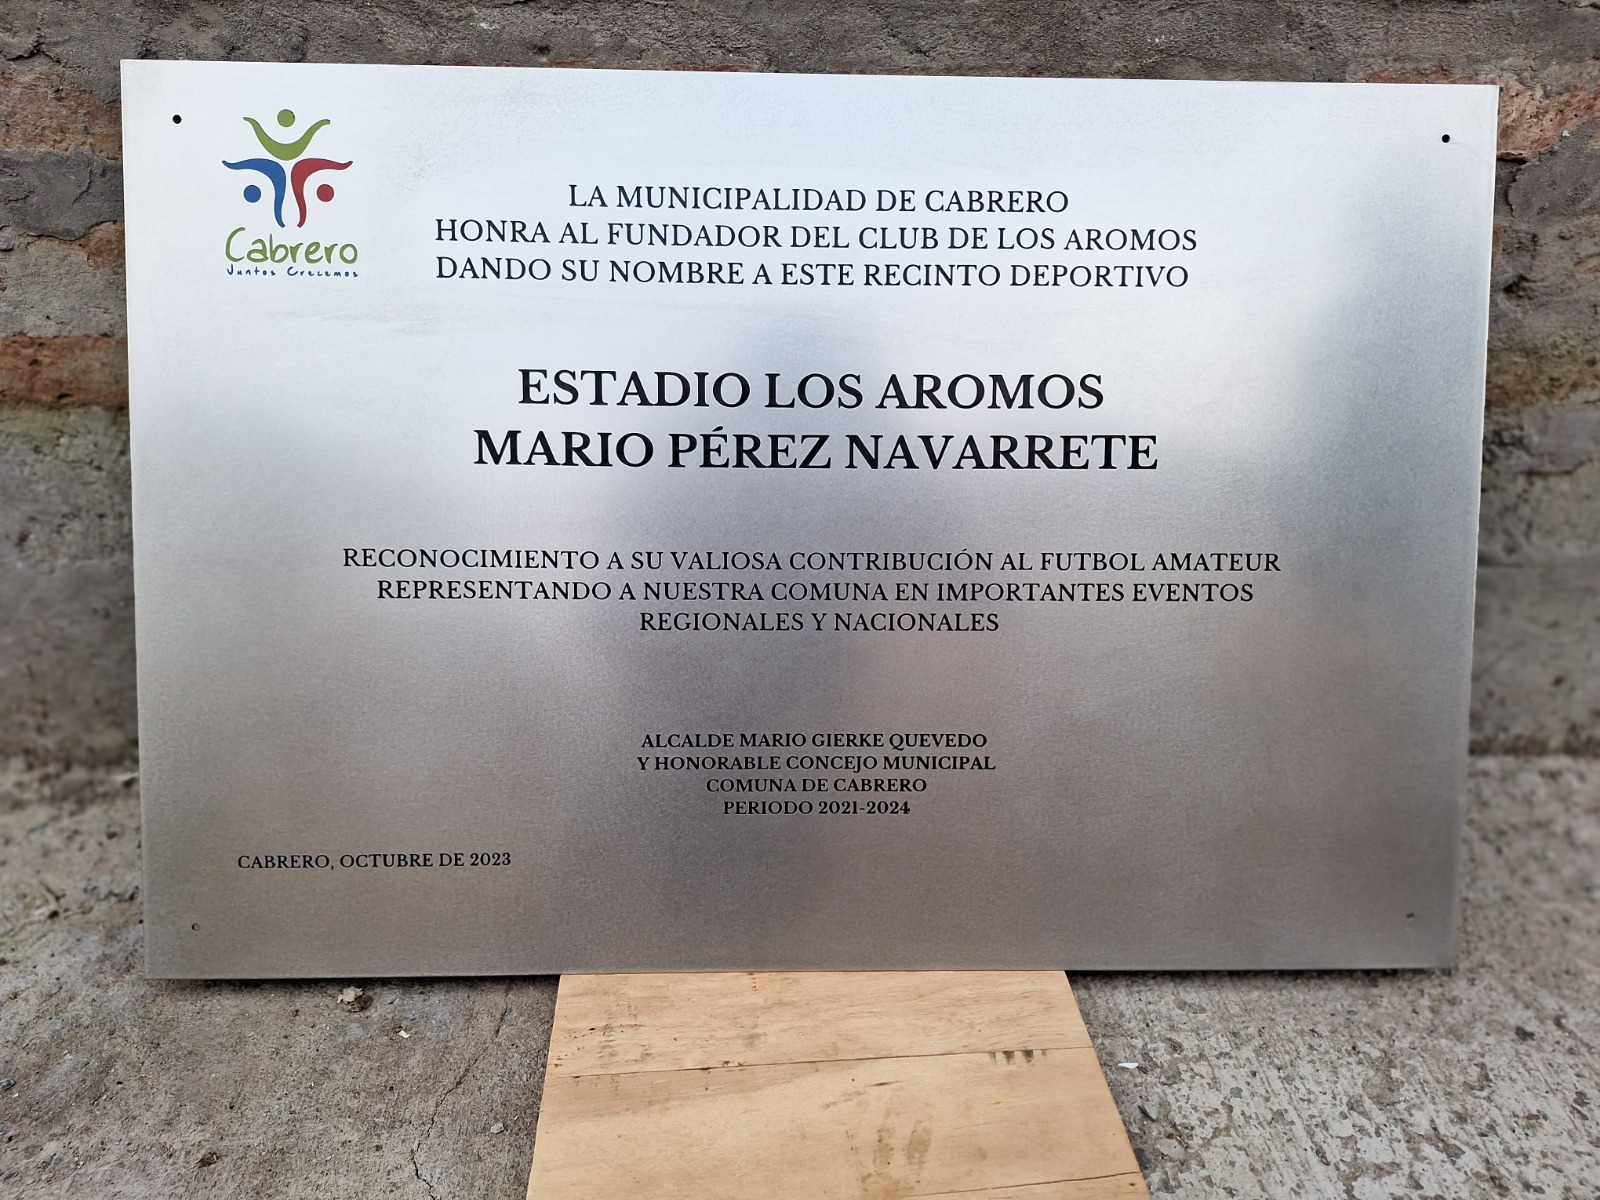 Cabrero
Juntos Crecemos
LA MUNICIPALIDAD DE CABRERO
HONRA AL FUNDADOR DEL CLUB DE LOS AROMOS
DANDO SU NOMBRE A ESTE RECINTO DEPORTIVO
ESTADIO LOS AROMOS
MARIO PÉREZ NAVARRETE
RECONOCIMIENTO A SU VALIOSA CONTRIBUCIÓN AL FUTBOL AMATEUR
REPRESENTANDO A NUESTRA COMUNA EN IMPORTANTES EVENTOS
REGIONALES Y NACIONALES
ALCALDE MARIO GIERKE QUEVEDO
Y HONORABLE CONCEJO MUNICIPAL
COMUNA DE CABRERO
PERIODO 2021-2024
CABRERO, OCTUBRE DE 2023